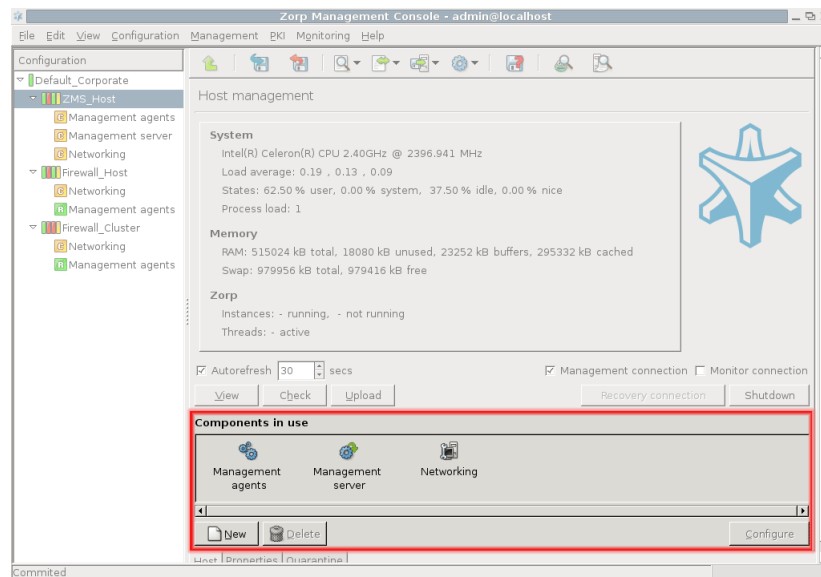 Zorp Management Console - admin@localhost
File Edit View Configuration Management PKI Monitoring Help
Configuration
Default_Corporate
ZMS_Host
Management agents
Management server
Networking
Firewall_Host
Networking
Management agents
Firewall_Cluster
Networking
Management agents
Host management
System
Intel(R) Celeron(R) CPU 2.40GHz @ 2396.941 MHz
Load average: 0.19 , 0.13 , 0.09
States: 62.50 % user, 0.00 % system, 37.50 % idle, 0.00 % nice
Process load: 1
Memory
RAM: 515024 kB total, 18080 kB unused, 23252 kB buffers, 295332 kB cached
Swap: 979956 kB total, 979416 kB free
Zorp
Instances: - running, - not running
Threads: - active
Autorefresh 30 secs Management connection Monitor connection
View Check Upload Recovery connection Shutdown
Components in use
Management agents
Management server
Networking
New Delete Configure
Host Properties Quarantine
Commited